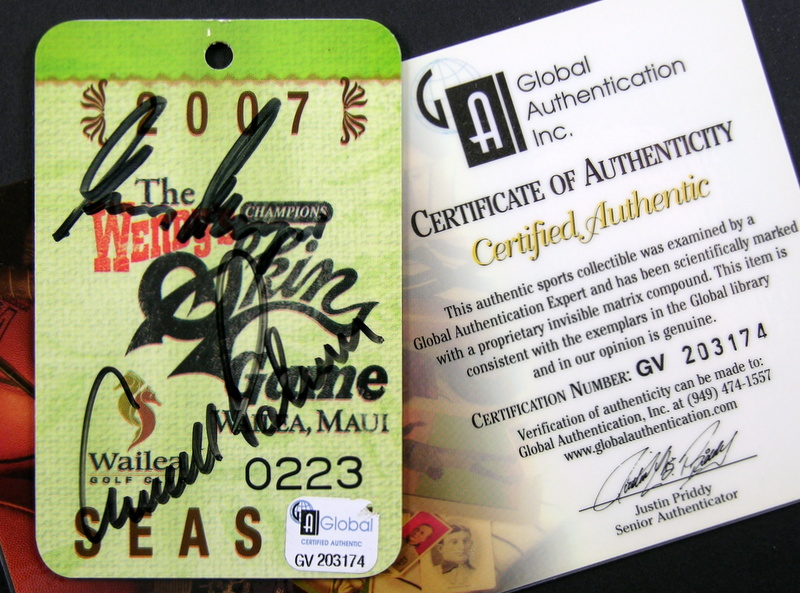 2007
The
WENDY'S CHAMPIONS
Skin
Game
WAILEA, MAUI
Wailea
GOLF C
0223
SEAS
GA Global
CERTIFIED AUTHENTIC
GV 203174
GA
Global
Authentication
Inc.
CERTIFICATE OF AUTHENTICITY
Certified Authentic
This authentic sports collectible was examined by a
Global Authentication Expert and has been scientifically marked
with a proprietary invisible matrix compound. This item is
consistent with the exemplars in the Global library
and in our opinion is genuine.
CERTIFICATION NUMBER: GV 203174
Verification of authenticity can be made to:
Global Authentication, Inc. at (949) 474-1557
www.globalauthentication.com
Justin Priddy
Senior Authenticator